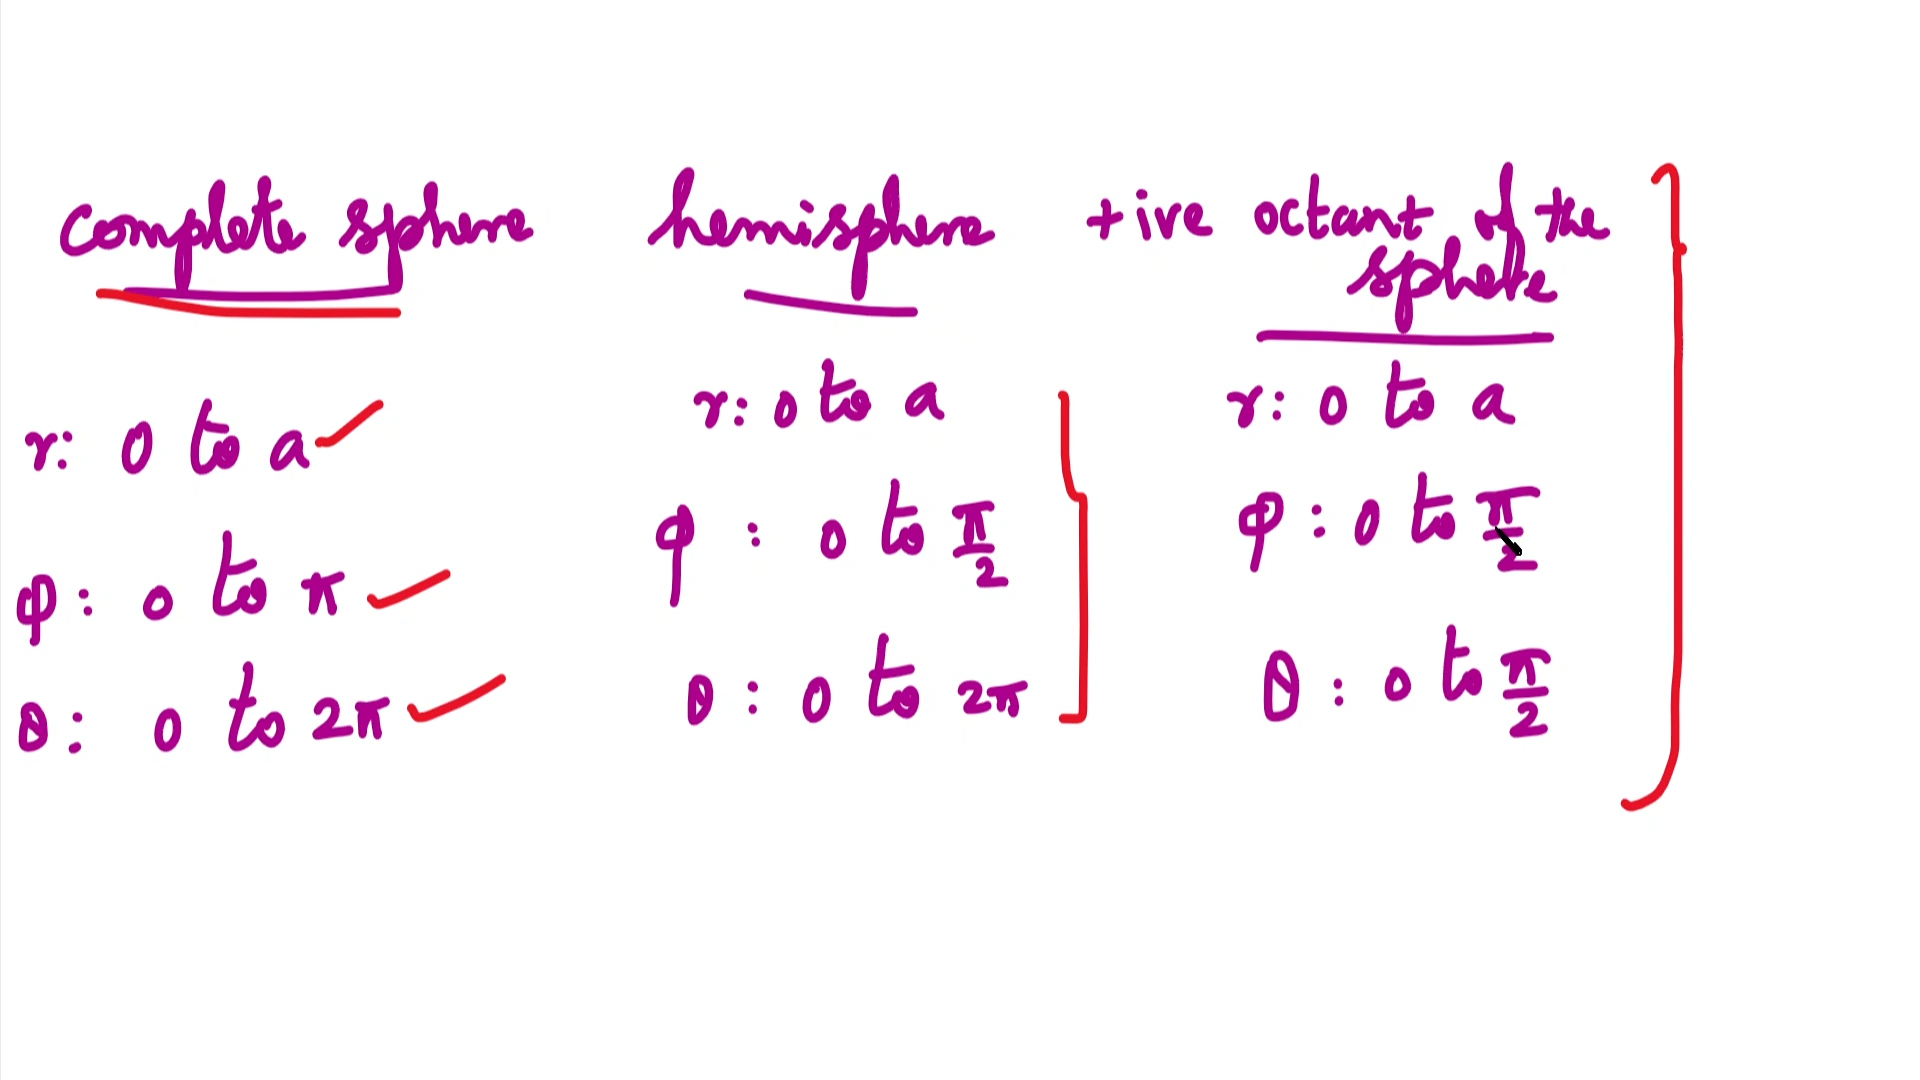 complete sphere
r: 0 to a
φ: 0 to π
θ: 0 to 2π
hemisphere
r: 0 to a
φ: 0 to π/2
θ: 0 to 2π
+ive octant of the
sphere
r: 0 to a
φ: 0 to π/2
θ: 0 to π/2